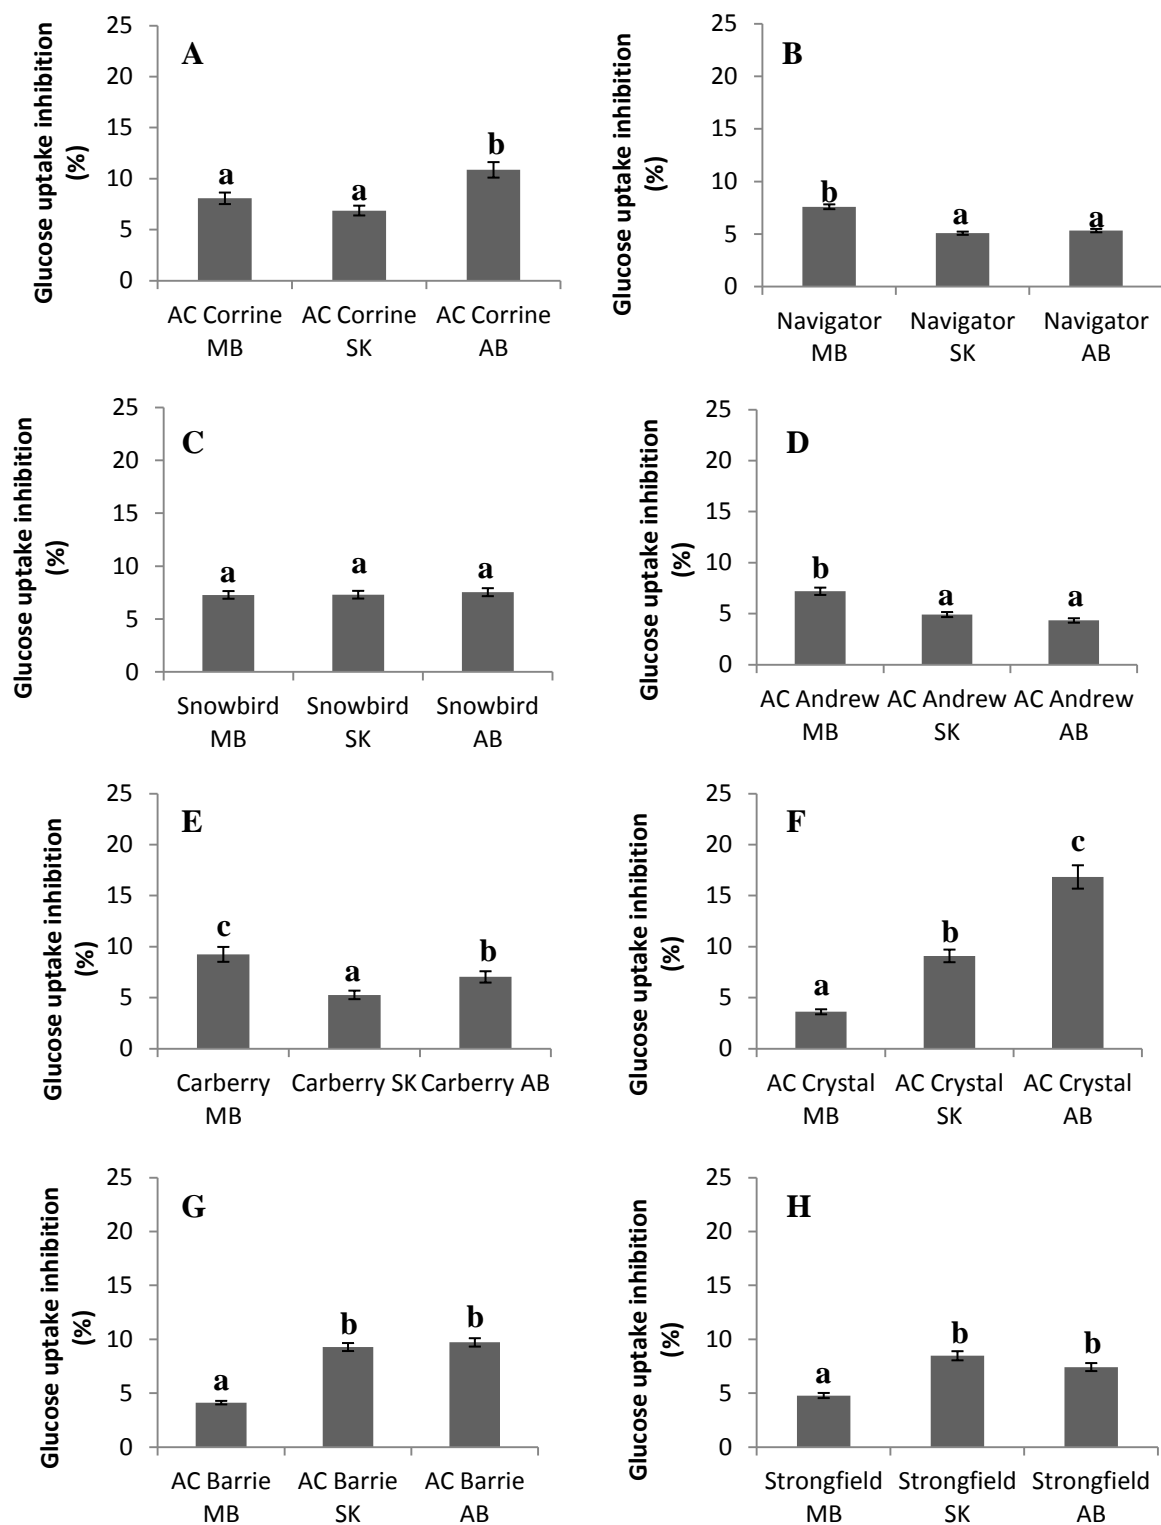 A
Glucose uptake inhibition
(%)
25
20
15
10
5
0
a
a
b
AC Corrine
MB
AC Corrine
SK
AC Corrine
AB
B
Glucose uptake inhibition
(%)
25
20
15
10
5
0
b
a
a
Navigator
MB
Navigator
SK
Navigator
AB
C
Glucose uptake inhibition
(%)
25
20
15
10
5
0
a
a
a
Snowbird
MB
Snowbird
SK
Snowbird
AB
D
Glucose uptake inhibition
(%)
25
20
15
10
5
0
b
a
a
AC Andrew
MB
AC Andrew
SK
AC Andrew
AB
E
Glucose uptake inhibition
(%)
25
20
15
10
5
0
c
a
b
Carberry
MB
Carberry SK
Carberry AB
F
Glucose uptake inhibition
(%)
25
20
15
10
5
0
a
b
c
AC Crystal
MB
AC Crystal
SK
AC Crystal
AB
G
Glucose uptake inhibition
(%)
25
20
15
10
5
0
a
b
b
AC Barrie
MB
AC Barrie
SK
AC Barrie
AB
H
Glucose uptake inhibition
(%)
25
20
15
10
5
0
a
b
b
Strongfield
MB
Strongfield
SK
Strongfield
AB